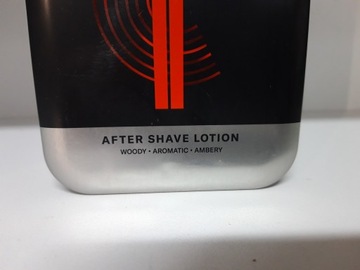 AFTER SHAVE LOTION
WOODY • AROMATIC • AMBERY